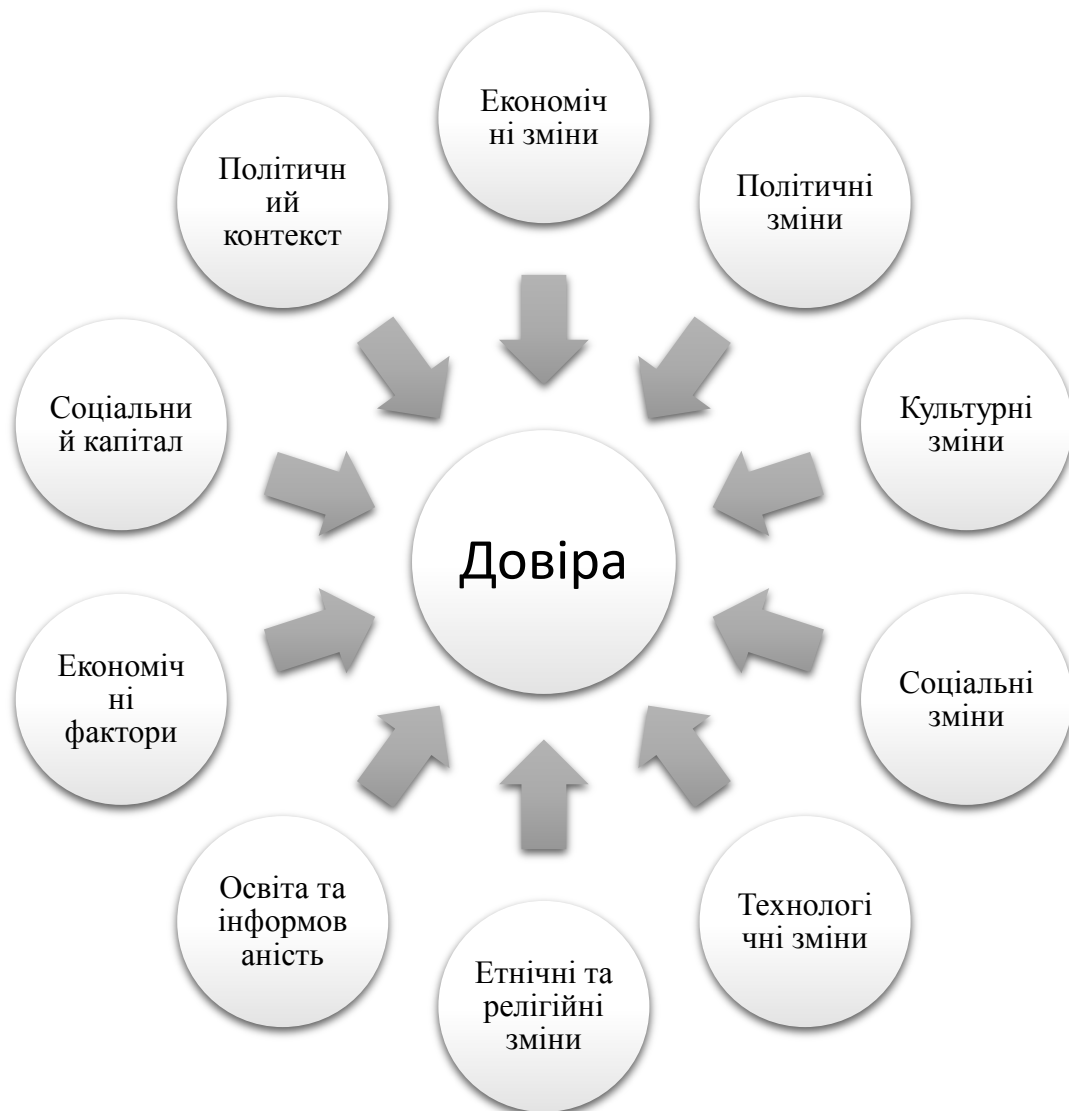 Економіч
ні зміни
Політичні
зміни
Культурні
зміни
Соціальні
зміни
Технологі
чні зміни
Етнічні та
релігійні
зміни
Освіта та
інформов
аність
Економіч
ні
фактори
Соціальни
й капітал
Політичн
ий
контекст
Довіра